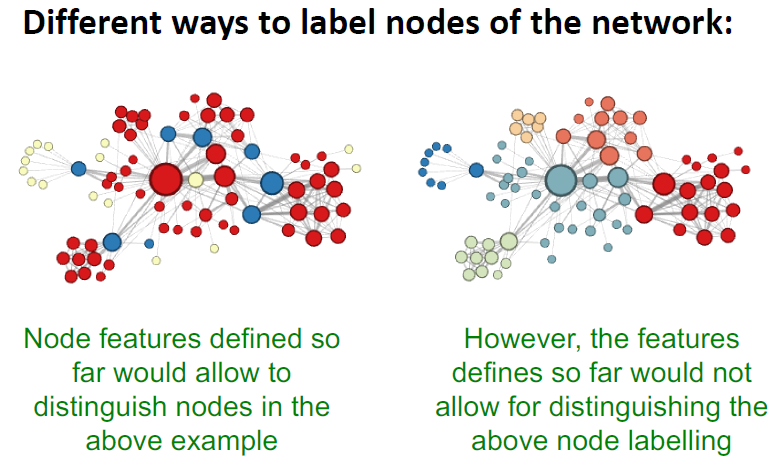 Different ways to label nodes of the network:
Node features defined so
far would allow to
distinguish nodes in the
above example
However, the features
defines so far would not
allow for distinguishing the
above node labelling